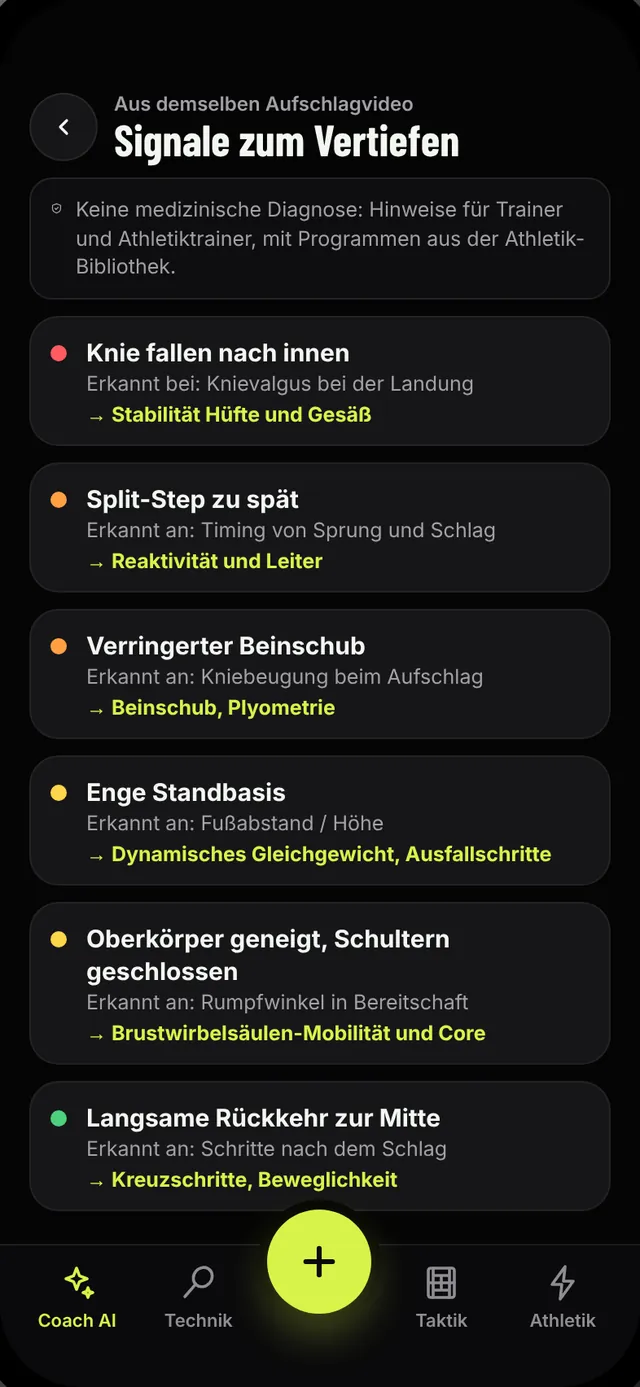 Aus demselben Aufschlagvideo
Signale zum Vertiefen
Keine medizinische Diagnose: Hinweise für Trainer
und Athletiktrainer, mit Programmen aus der Athletik-
Bibliothek.
Knie fallen nach innen
Erkannt bei: Knievalgus bei der Landung
→ Stabilität Hüfte und Gesäß
Split-Step zu spät
Erkannt an: Timing von Sprung und Schlag
→ Reaktivität und Leiter
Verringerter Beinschub
Erkannt an: Kniebeugung beim Aufschlag
→ Beinschub, Plyometrie
Enge Standbasis
Erkannt an: Fußabstand / Höhe
→ Dynamisches Gleichgewicht, Ausfallschritte
Oberkörper geneigt, Schultern
geschlossen
Erkannt an: Rumpfwinkel in Bereitschaft
→ Brustwirbelsäulen-Mobilität und Core
Langsame Rückkehr zur Mitte
Erkannt an: Schritte nach dem Schlag
→ Kreuzschritte, Beweglichkeit
Coach AI
Technik
Taktik
Athletik